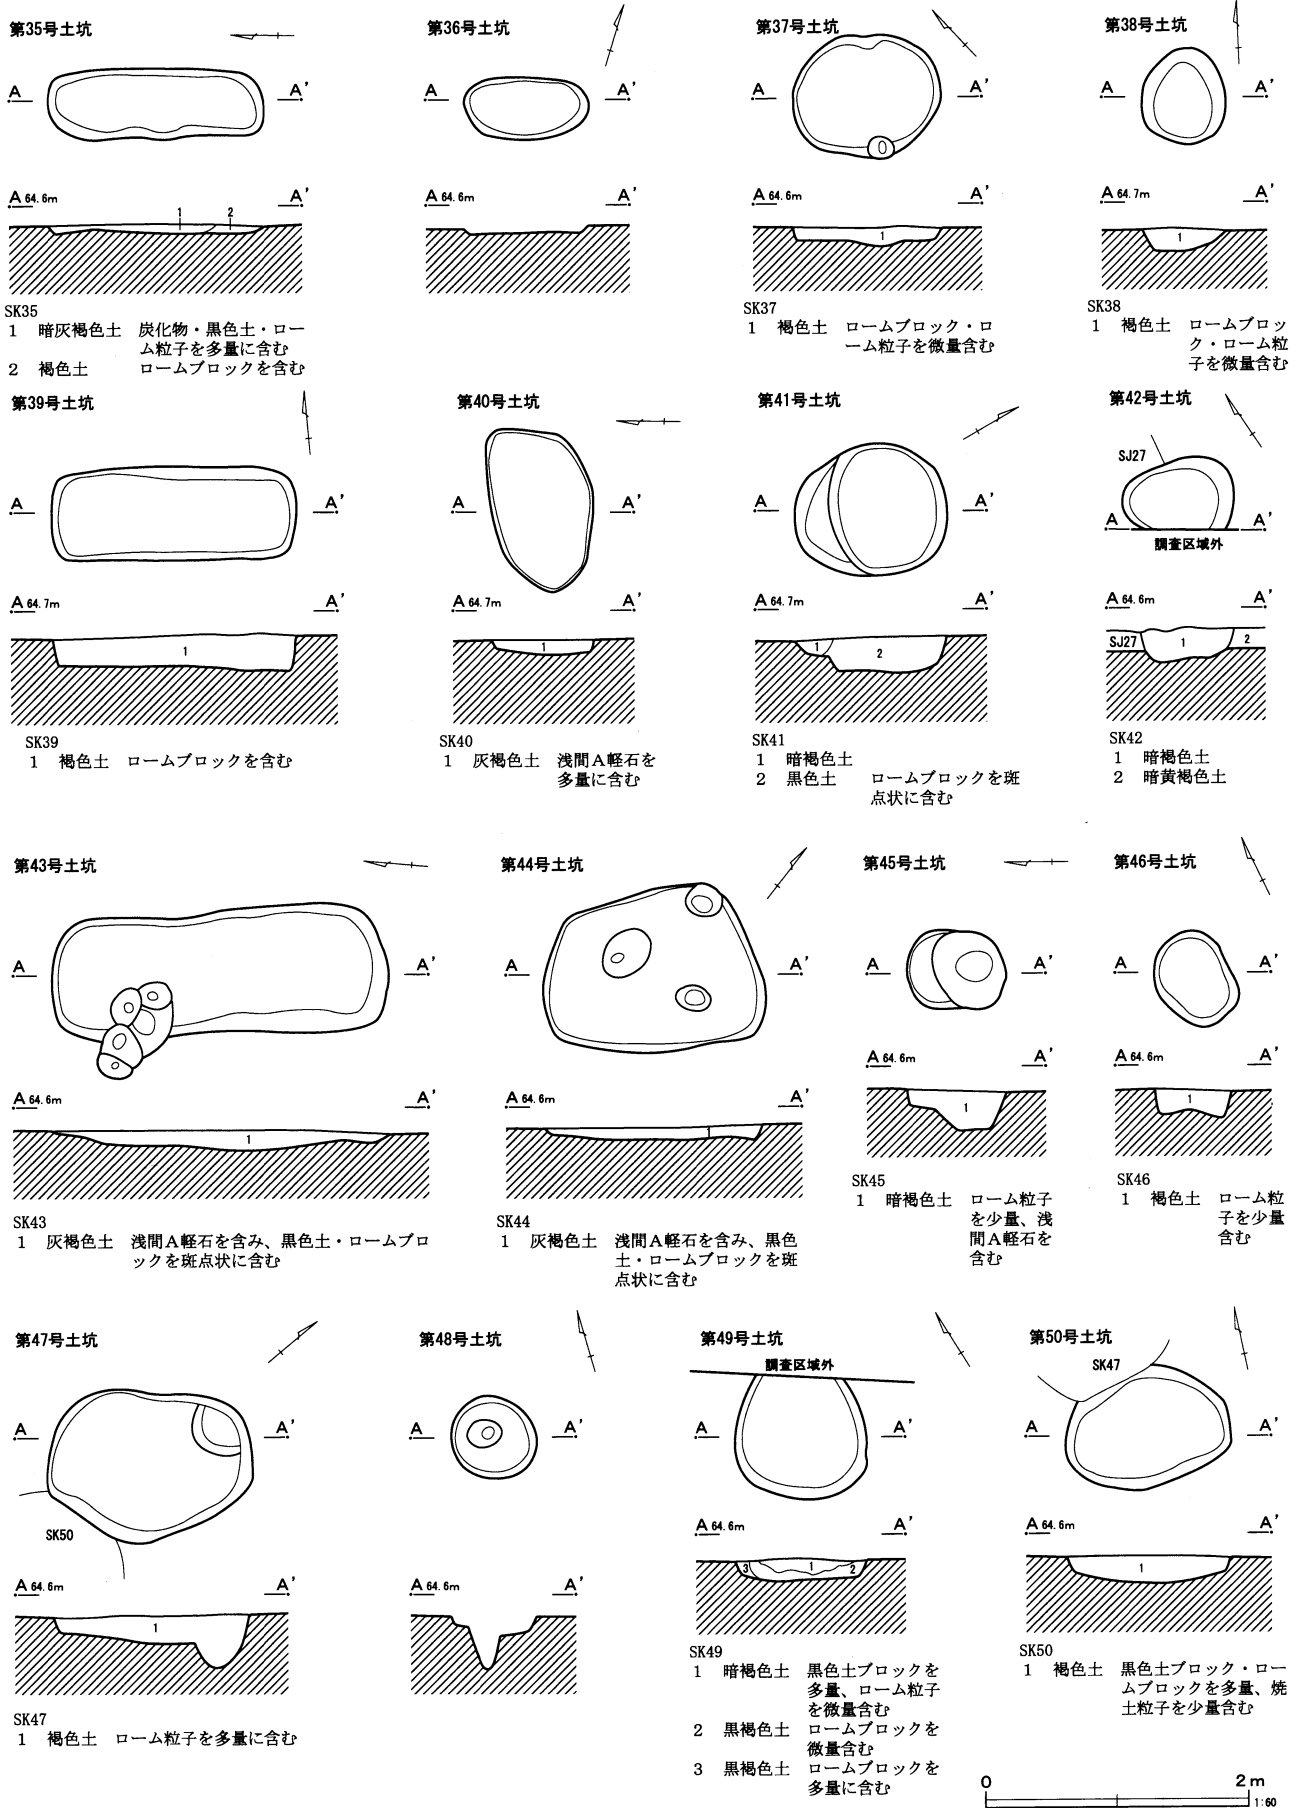 第35号土坑
A
A'
A 64.6m
A'
1
2
SK35
1 暗灰褐色土 炭化物・黒色土・ロー
ム粒子を多量に含む
2 褐色土 ロームブロックを含む
第36号土坑
A
A'
A 64.6m
A'
第37号土坑
A
A'
A 64.6m
A'
1
SK37
1 褐色土 ロームブロック・ロ
ーム粒子を微量含む
第38号土坑
A
A'
A 64.7m
A'
1
SK38
1 褐色土 ロームブロッ
ク・ローム粒
子を微量含む
第39号土坑
A
A'
A 64.7m
A'
1
SK39
1 褐色土 ロームブロックを含む
第40号土坑
A
A'
A 64.7m
A'
1
SK40
1 灰褐色土 浅間A軽石を
多量に含む
第41号土坑
A
A'
A 64.7m
A'
1
2
SK41
1 暗褐色土
2 黒色土 ロームブロックを斑
点状に含む
第42号土坑
SJ27
A
A'
調査区域外
A 64.6m
A'
SJ27
1
2
SK42
1 暗褐色土
2 暗黄褐色土
第43号土坑
A
A'
A 64.6m
A'
1
SK43
1 灰褐色土 浅間A軽石を含み、黒色土・ロームブロ
ックを斑点状に含む
第44号土坑
A
A'
A 64.6m
A'
1
SK44
1 灰褐色土 浅間A軽石を含み、黒色
土・ロームブロックを斑
点状に含む
第45号土坑
A
A'
A 64.6m
A'
1
SK45
1 暗褐色土 ローム粒子
を少量、浅
間A軽石を
含む
第46号土坑
A
A'
A 64.6m
A'
1
SK46
1 褐色土 ローム粒
子を少量
含む
第47号土坑
A
A'
SK50
A 64.6m
A'
1
SK47
1 褐色土 ローム粒子を多量に含む
第48号土坑
A
A'
A 64.6m
A'
第49号土坑
調査区域外
A
A'
A 64.6m
A'
3
1
2
SK49
1 暗褐色土 黒色土ブロックを
多量、ローム粒子
を微量含む
2 黒褐色土 ロームブロックを
微量含む
3 黒褐色土 ロームブロックを
多量に含む
第50号土坑
SK47
A
A'
A 64.6m
A'
1
SK50
1 褐色土 黒色土ブロック・ロー
ムブロックを多量、焼
土粒子を少量含む
0 2m
1:60